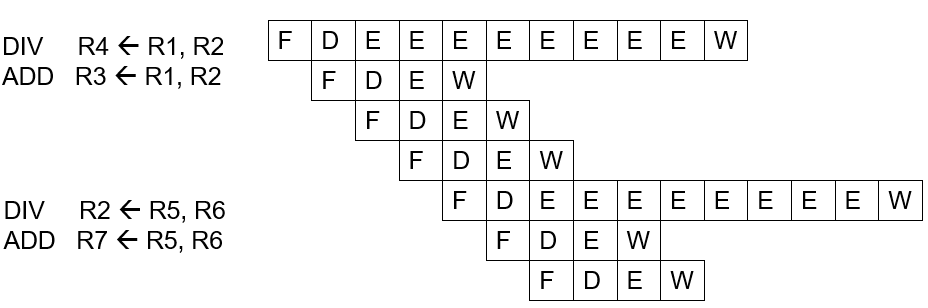 DIV R4 ← R1, R2 F D E E E E E E E E W
ADD R3 ← R1, R2 F D E W
F D E W
F D E W
DIV R2 ← R5, R6 F D E E E E E E E E W
ADD R7 ← R5, R6 F D E W
F D E W